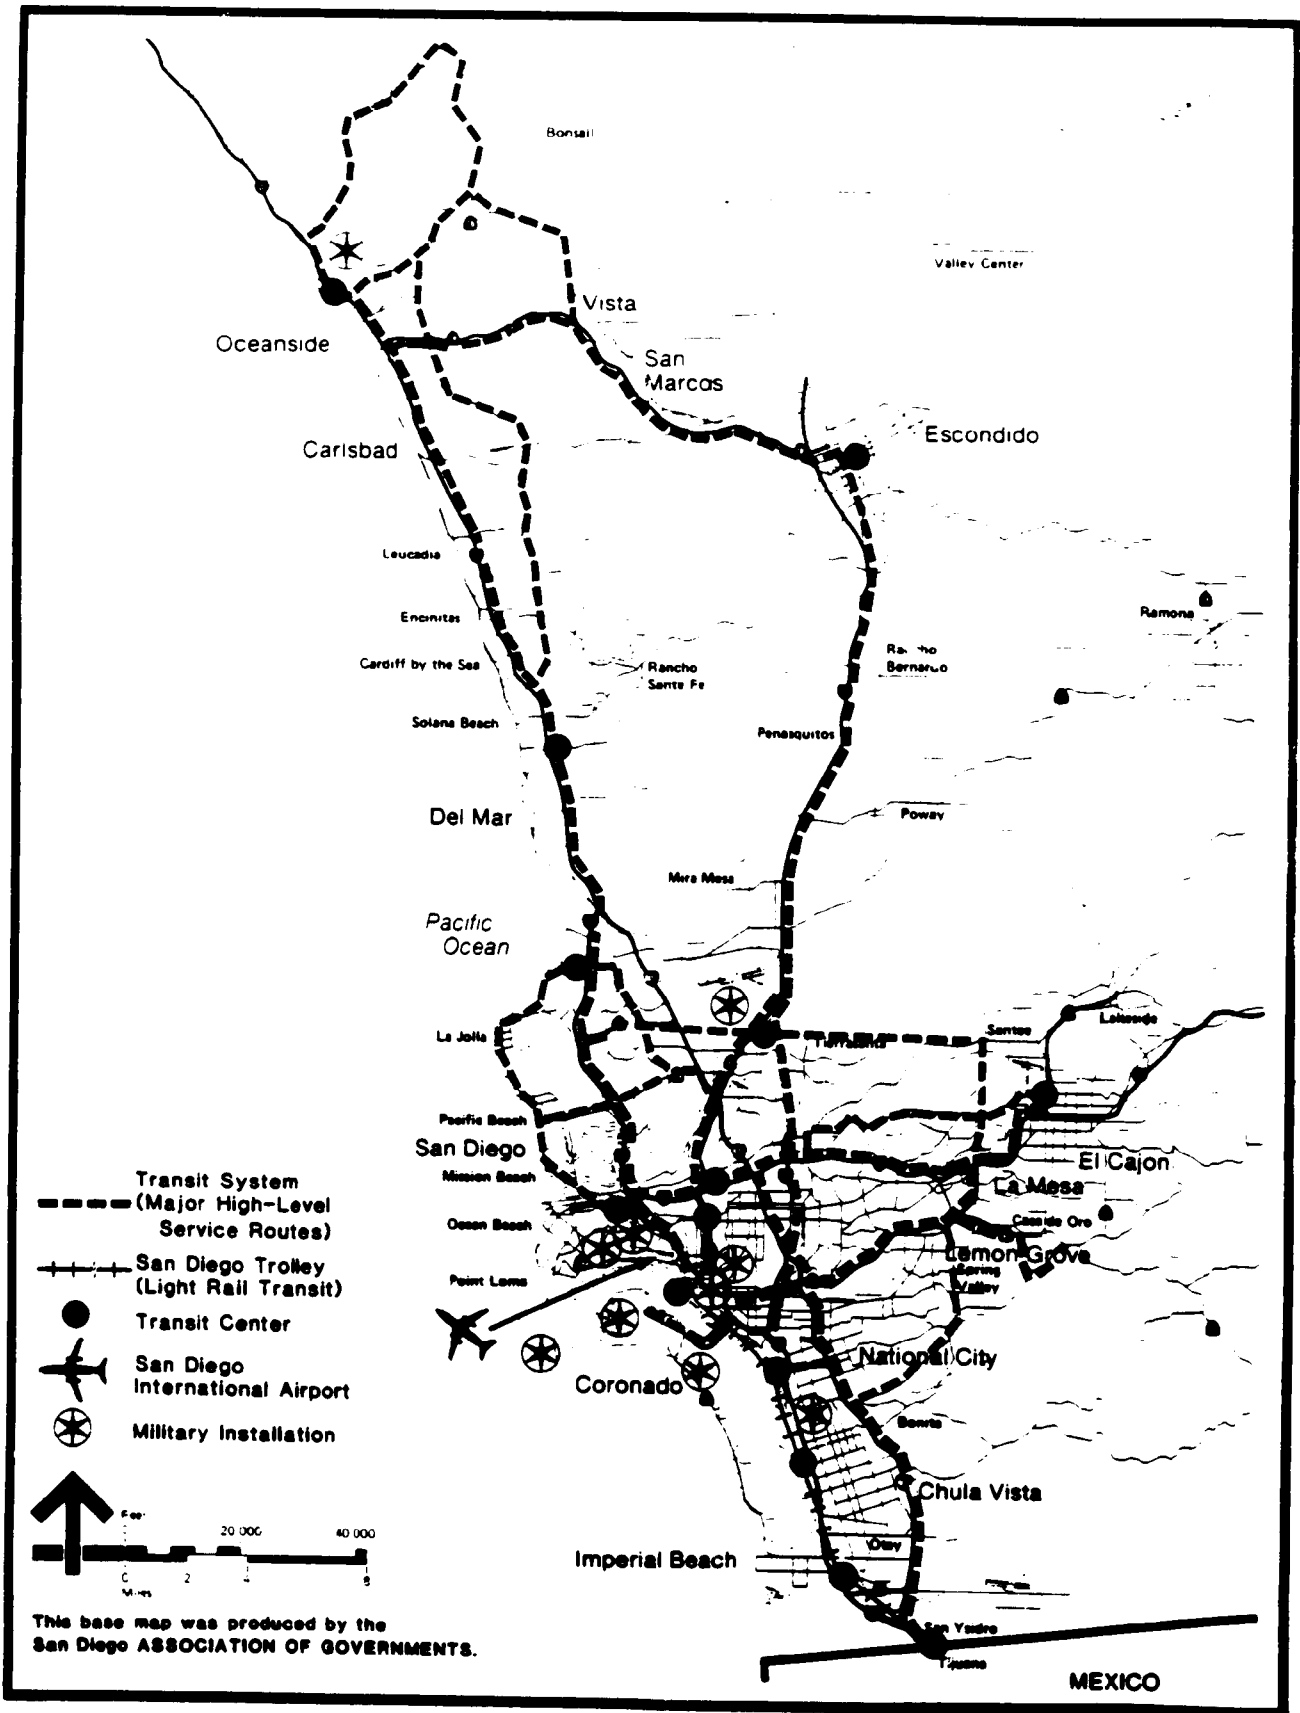 Bonsall
Valley Center
Vista
Oceanside
San
Marcos
Escondido
Carlsbad
Leucadia
Encinitas
Ramona
Cardiff by the Sea
Rancho
Santa Fe
Bernardo
Solana Beach
Penasquitos
Del Mar
Poway
Mira Mesa
Pacific
Ocean
La Jolla
Santee
Lakeside
Tierrasanta
Pacific Beach
San Diego
El Cajon
Mission Beach
La Mesa
Ocean Beach
Casa de Oro
Lemon Grove
Spring
Valley
Point Loma
National City
Coronado
Bonita
Chula Vista
Otay
Imperial Beach
San Ysidro
Tijuana
MEXICO
Transit System
(Major High-Level
Service Routes)
San Diego Trolley
(Light Rail Transit)
Transit Center
San Diego
International Airport
Military Installation
Feet
20 000 40 000
0 2 4 8
Miles
This base map was produced by the
San Diego ASSOCIATION OF GOVERNMENTS.